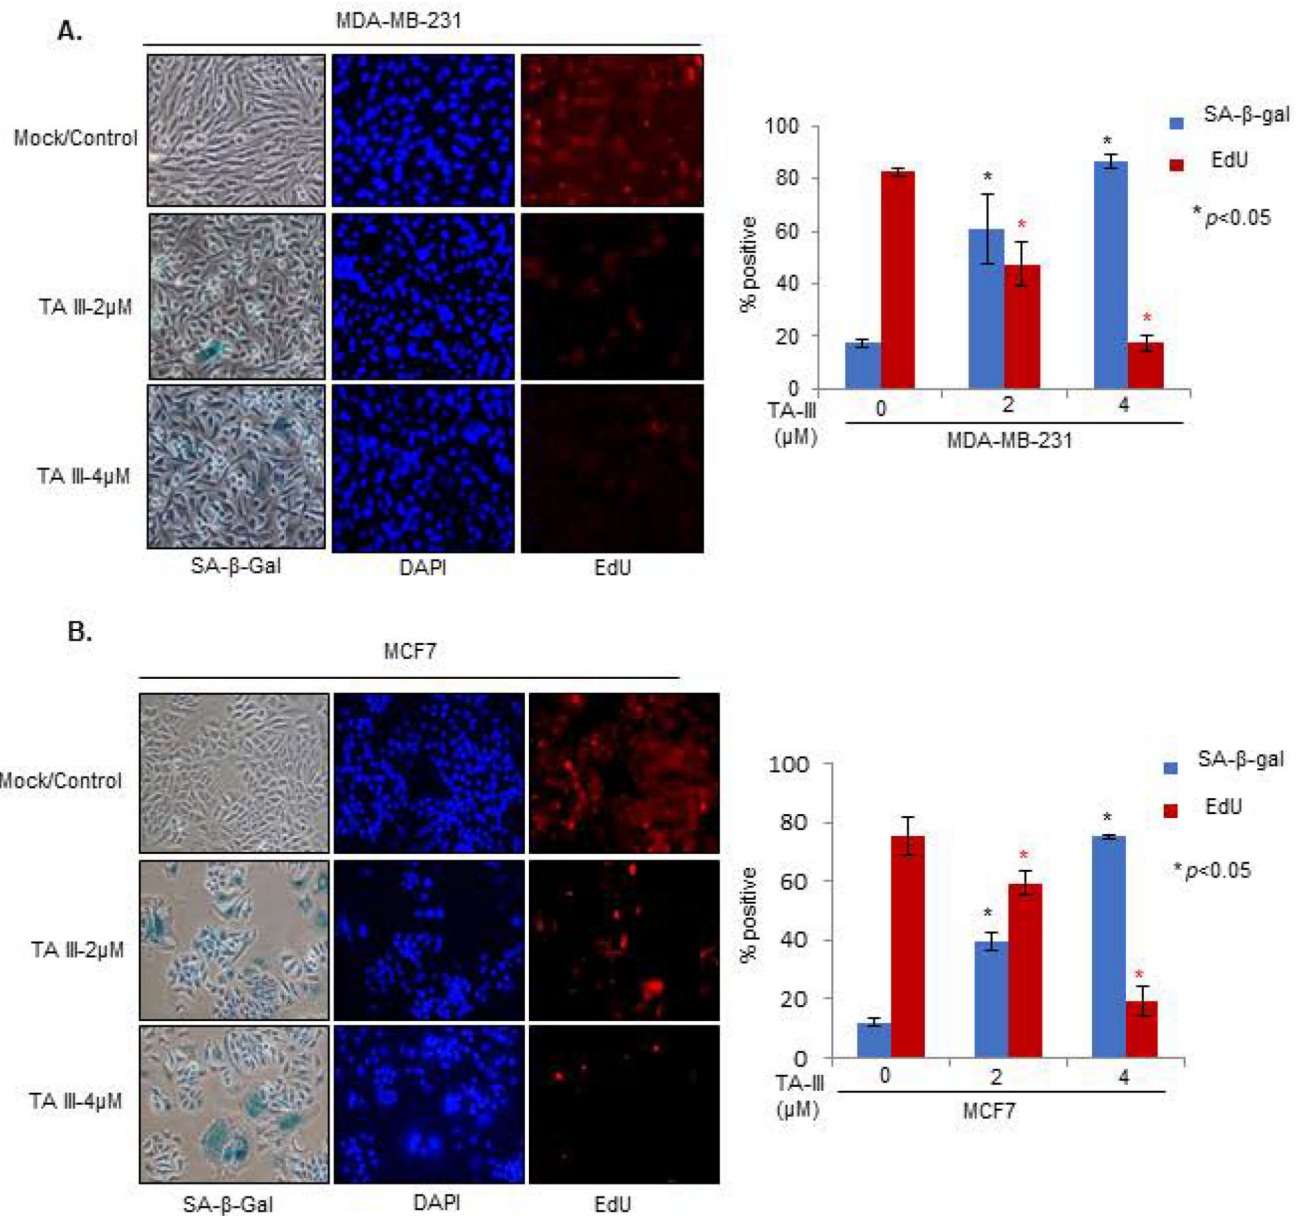 A.
MDA-MB-231
Mock/Control
TA III-2µM
TA III-4µM
SA-β-Gal DAPI EdU
SA-β-gal
EdU
*p<0.05
% positive
100
80
60
40
20
0
* * * *
TA-III
(µM)
0 2 4
MDA-MB-231
B.
MCF7
Mock/Control
TA III-2µM
TA III-4µM
SA-β-Gal DAPI EdU
SA-β-gal
EdU
*p<0.05
% positive
100
80
60
40
20
0
* * * *
TA-III
(µM)
0 2 4
MCF7